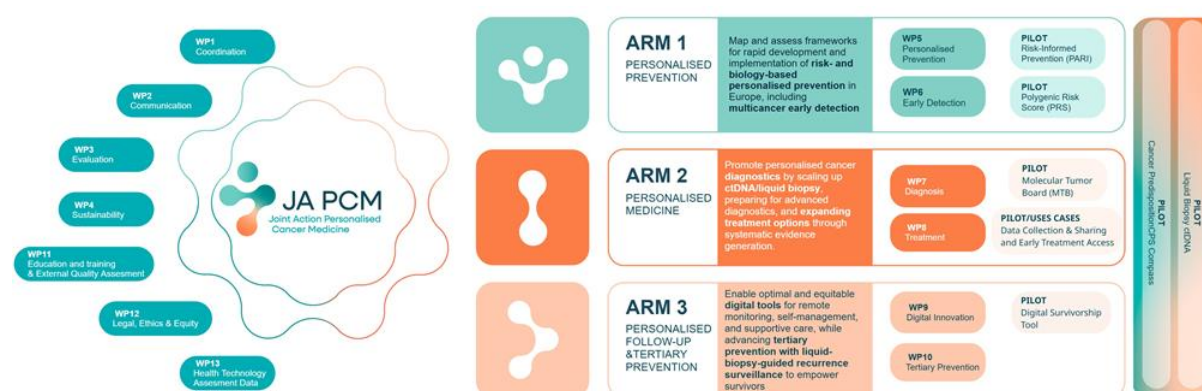 WP1
Coordination
WP2
Communication
WP3
Evaluation
WP4
Sustainability
WP11
Education and training
& External Quality Assesment
WP12
Legal, Ethics & Equity
WP13
Health Technology
Assesment Data
JA PCM
Joint Action Personalised
Cancer Medicine
ARM 1
PERSONALISED
PREVENTION
Map and assess frameworks
for rapid development and
implementation of risk- and
biology-based
personalised prevention in
Europe, including
multicancer early detection
WP5
Personalised
Prevention
WP6
Early Detection
PILOT
Risk-Informed
Prevention (PARI)
PILOT
Polygenic Risk
Score (PRS)
ARM 2
PERSONALISED
MEDICINE
Promote personalised cancer
diagnostics by scaling up
ctDNA/liquid biopsy,
preparing for advanced
diagnostics, and expanding
treatment options through
systematic evidence
generation.
WP7
Diagnosis
WP8
Treatment
PILOT
Molecular Tumor
Board (MTB)
PILOT/USES CASES
Data Collection & Sharing
and Early Treatment Access
ARM 3
PERSONALISED
FOLLOW-UP
&TERTIARY
PREVENTION
Enable optimal and equitable
digital tools for remote
monitoring, self-management,
and supportive care, while
advancing tertiary
prevention with liquid-
biopsy-guided recurrence
surveillance to empower
survivors
WP9
Digital Innovation
WP10
Tertiary Prevention
PILOT
Digital Survivorship
Tool
PILOT
Cancer PredispositionCPS Compass
PILOT
Liquid Biopsy ctDNA